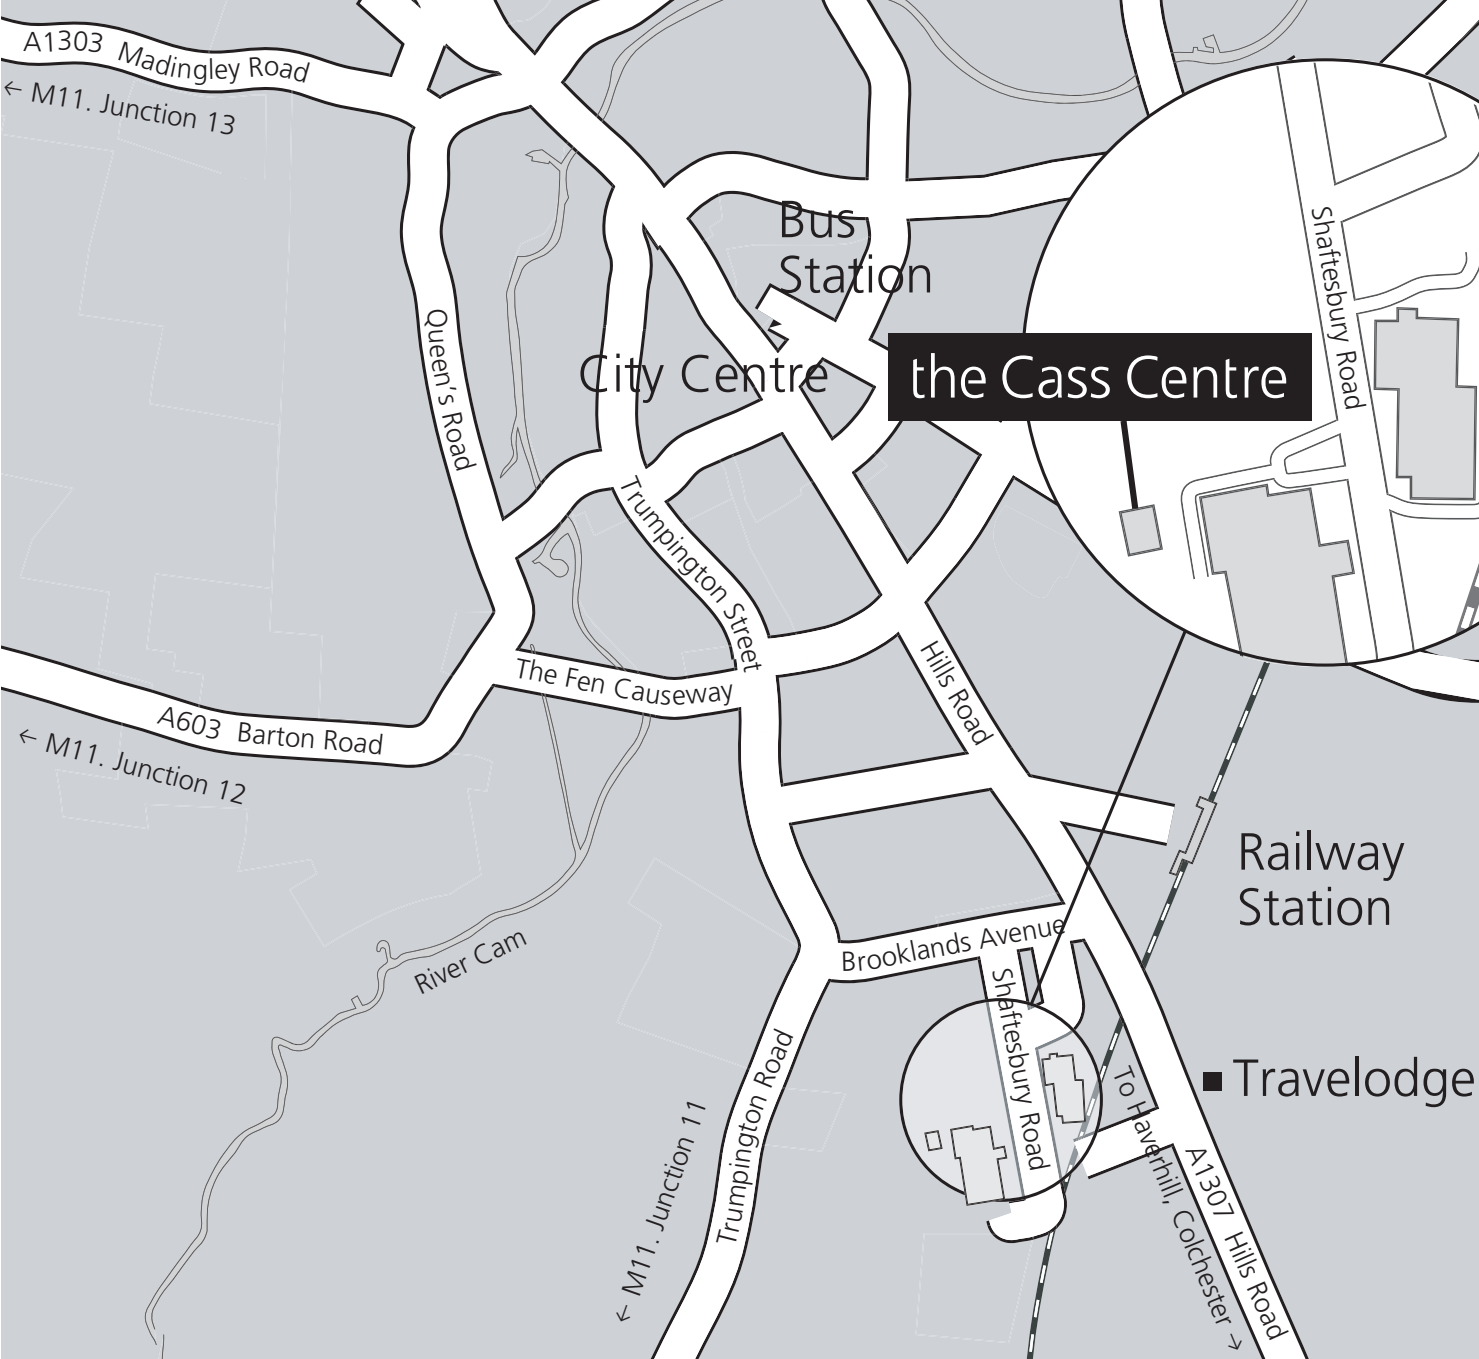 A1303 Madingley Road
← M11. Junction 13
Bus
Station
City Centre
the Cass Centre
Shaftesbury Road
Queen's Road
Trumpington Street
The Fen Causeway
Hills Road
A603 Barton Road
← M11. Junction 12
Railway
Station
River Cam
Brooklands Avenue
Shaftesbury Road
Travelodge
Trumpington Road
← M11. Junction 11
To Haverhill, Colchester →
A1307 Hills Road